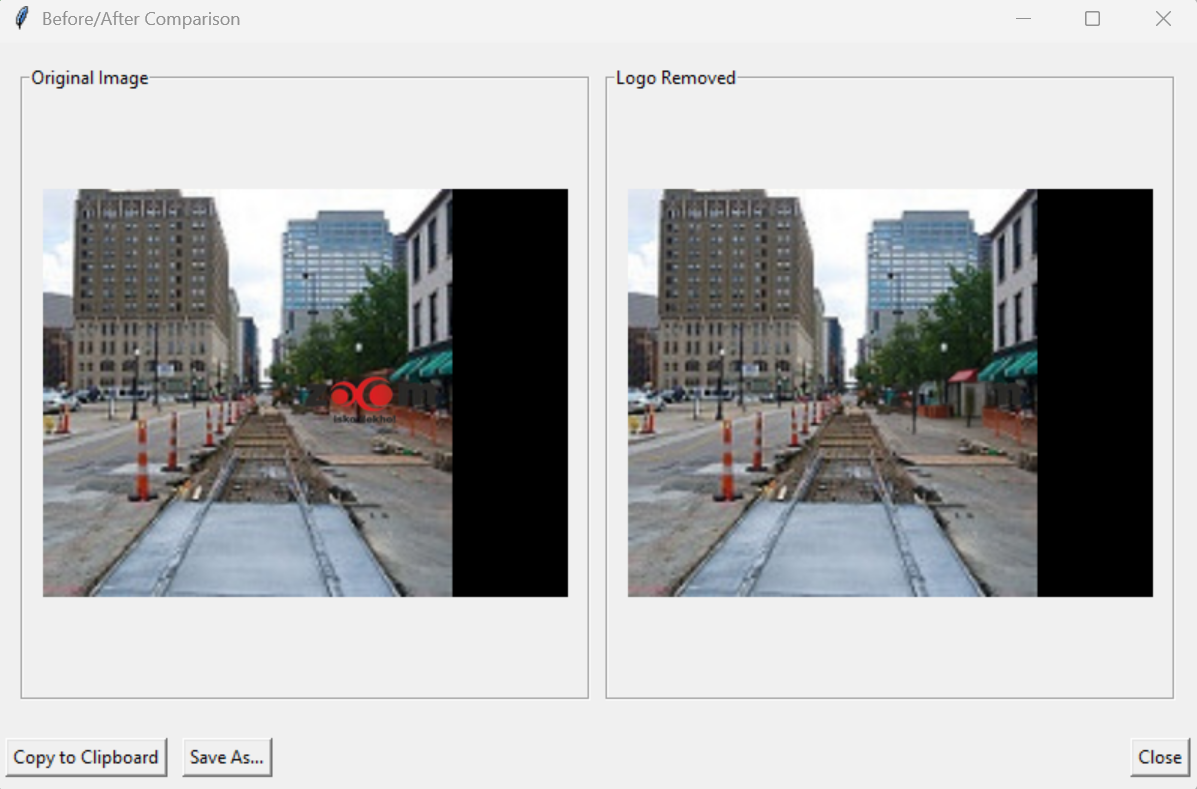 Before/After Comparison
Original Image
Logo Removed
Copy to Clipboard
Save As...
Close